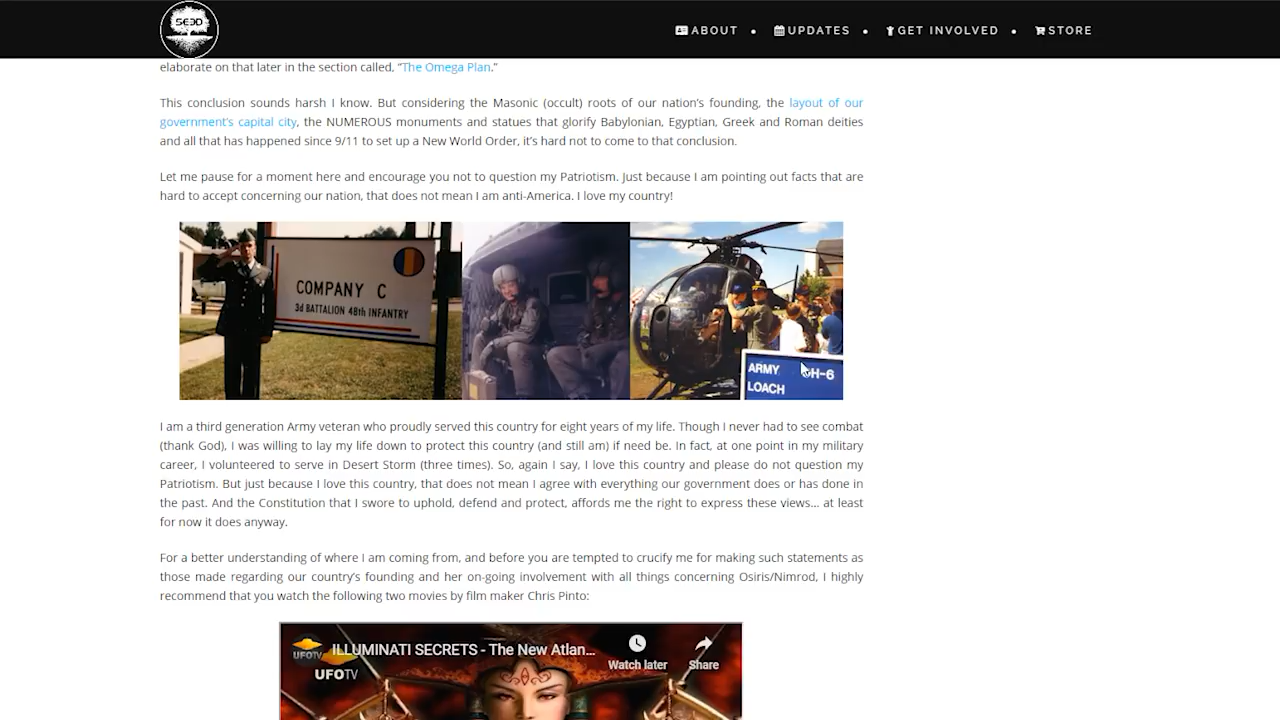 SEED
ABOUT
UPDATES
GET INVOLVED
STORE
elaborate on that later in the section called, “The Omega Plan.”
This conclusion sounds harsh I know. But considering the Masonic (occult) roots of our nation’s founding, the layout of our
government’s capital city, the NUMEROUS monuments and statues that glorify Babylonian, Egyptian, Greek and Roman deities
and all that has happened since 9/11 to set up a New World Order, it’s hard not to come to that conclusion.
Let me pause for a moment here and encourage you not to question my Patriotism. Just because I am pointing out facts that are
hard to accept concerning our nation, that does not mean I am anti-America. I love my country!
COMPANY C
3d BATTALION 48th INFANTRY
ARMY OH-6
LOACH
I am a third generation Army veteran who proudly served this country for eight years of my life. Though I never had to see combat
(thank God), I was willing to lay my life down to protect this country (and still am) if need be. In fact, at one point in my military
career, I volunteered to serve in Desert Storm (three times). So, again I say, I love this country and please do not question my
Patriotism. But just because I love this country, that does not mean I agree with everything our government does or has done in
the past. And the Constitution that I swore to uphold, defend and protect, affords me the right to express these views… at least
for now it does anyway.
For a better understanding of where I am coming from, and before you are tempted to crucify me for making such statements as
those made regarding our country’s founding and her on-going involvement with all things concerning Osiris/Nimrod, I highly
recommend that you watch the following two movies by film maker Chris Pinto:
ILLUMINATI SECRETS - The New Atlan...
UFOTV
Watch later
Share
UFOTV